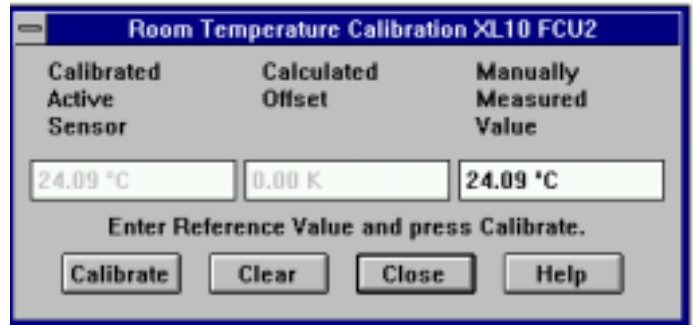 Room Temperature Calibration XL10 FCU2
Calibrated Active Sensor
Calculated Offset
Manually Measured Value
24.09 °C
0.00 K
24.09 °C
Enter Reference Value and press Calibrate.
Calibrate
Clear
Close
Help